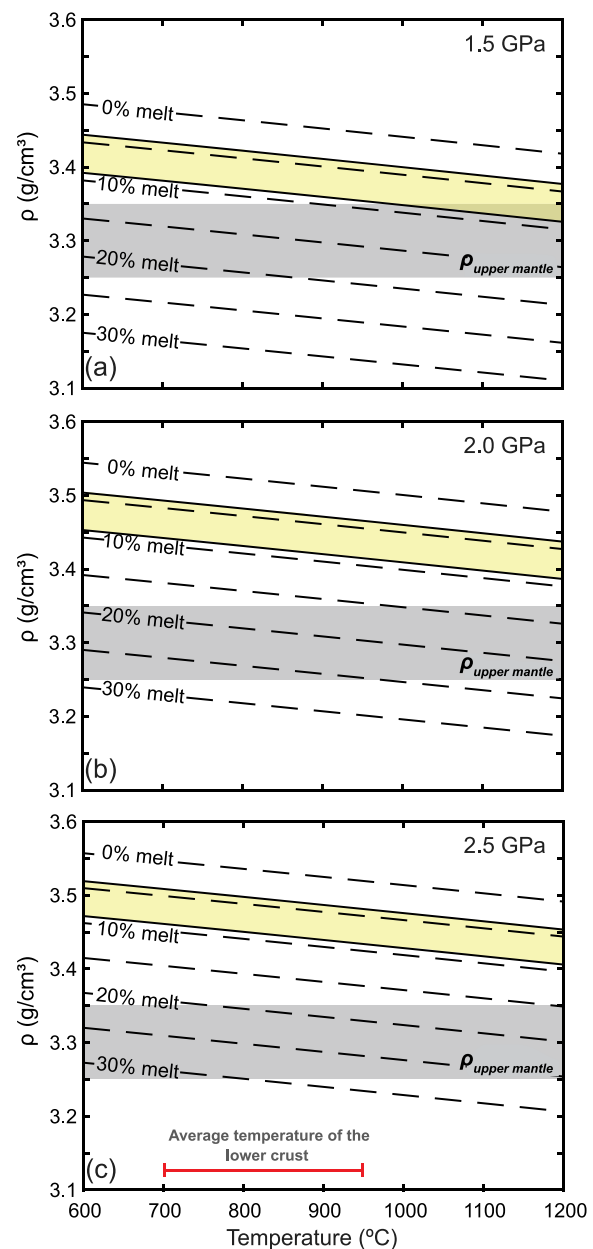 3.6
1.5 GPa
3.5
0% melt
3.4
ρ (g/cm³)
10% melt
3.3
20% melt
ρupper mantle
3.2
30% melt
3.1
(a)
3.6
2.0 GPa
0% melt
3.5
10% melt
3.4
ρ (g/cm³)
20% melt
3.3
ρupper mantle
30% melt
3.2
3.1
(b)
3.6
2.5 GPa
0% melt
3.5
10% melt
3.4
ρ (g/cm³)
20% melt
3.3
ρupper mantle
30% melt
3.2
Average temperature of the
lower crust
(c)
3.1
600 700 800 900 1000 1100 1200
Temperature (ºC)